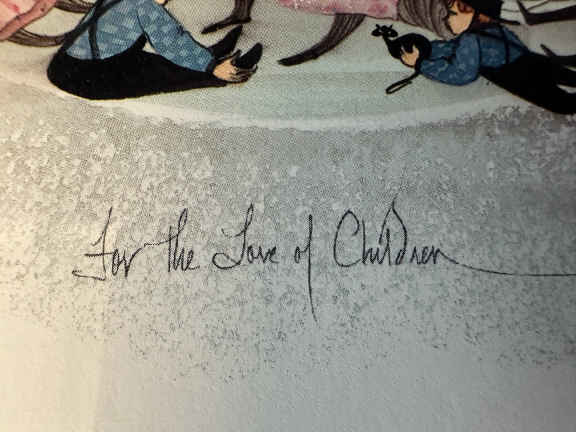 For the Love of Children